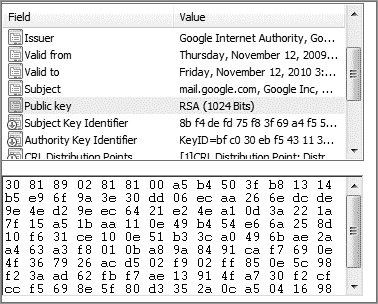 Field Value
Issuer Google Internet Authority, Go...
Valid from Thursday, November 12, 2009...
Valid to Friday, November 12, 2010 3:...
Subject mail.google.com, Google Inc, ...
Public key RSA (1024 Bits)
Subject Key Identifier 8b f4 de fd 75 f8 3f 69 a4 f5 5...
Authority Key Identifier KeyID=bf c0 30 eb f5 43 11 3...
CRL Distribution Points [1]CRL Distribution Point: Distr...
30 81 89 02 81 81 00 a5 b4 50 3f b8 13 14
b5 e9 6f 9a 3e 30 dd 06 ec aa 26 6e dc de
9e 4e d2 9e ec 64 21 e2 4e a1 0d 3a 22 1a
7f 15 a5 1b aa 11 0e 49 b4 54 e6 6a 25 8d
10 f6 31 ce 10 0e 51 b3 3c a0 49 6b ae 2a
a4 63 a3 f8 01 0b a8 9a 84 91 ca f7 69 0e
4f 36 79 26 ac d5 02 f9 02 ff 85 0e 5c 98
f2 3a ad 62 fb f7 ae 13 91 4f a7 30 f2 cf
cc f5 69 8e 5f 80 d3 35 2a 0c a5 04 16 98